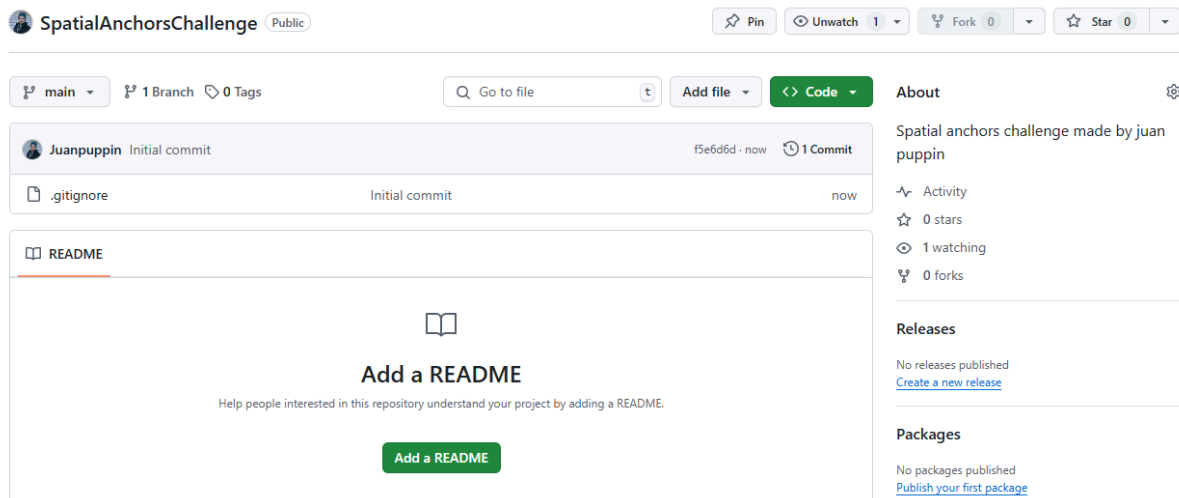 SpatialAnchorsChallenge Public Pin Unwatch 1 Fork 0 Star 0
main 1 Branch 0 Tags Go to file t Add file Code
Juanpuppin Initial commit f5e6d6d · now 1 Commit
.gitignore Initial commit now
README
Add a README
Help people interested in this repository understand your project by adding a README.
Add a README
About
Spatial anchors challenge made by juan
puppin
Activity
0 stars
1 watching
0 forks
Releases
No releases published
Create a new release
Packages
No packages published
Publish your first package